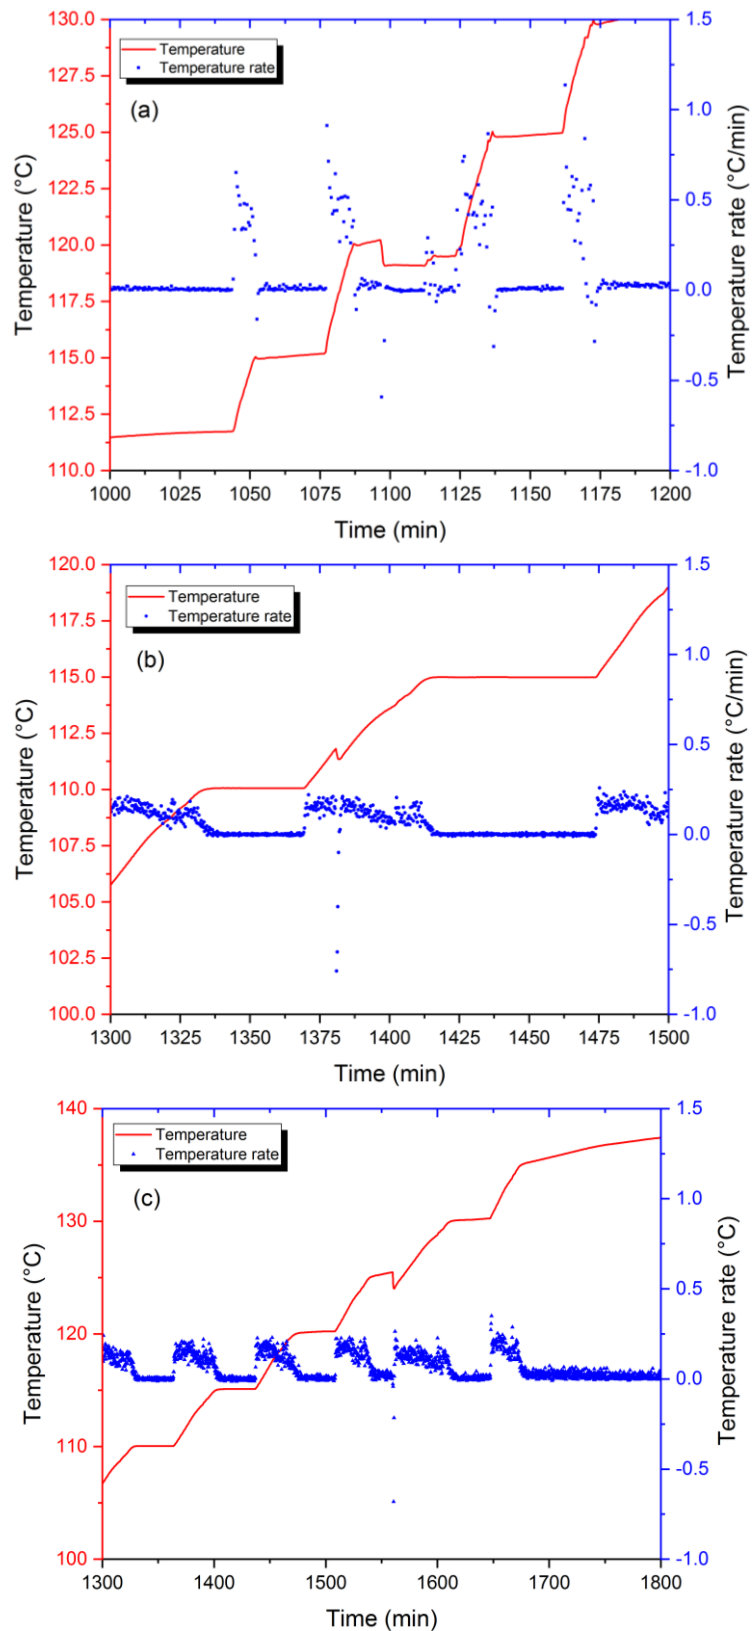 130.0
127.5
125.0
122.5
120.0
117.5
115.0
112.5
110.0
Temperature (°C)
Temperature
Temperature rate
(a)
1.5
1.0
0.5
0.0
-0.5
-1.0
Temperature rate (°C/min)
1000 1025 1050 1075 1100 1125 1150 1175 1200
Time (min)
120.0
117.5
115.0
112.5
110.0
107.5
105.0
102.5
100.0
Temperature (°C)
Temperature
Temperature rate
(b)
1.5
1.0
0.5
0.0
-0.5
-1.0
Temperature rate (°C/min)
1300 1325 1350 1375 1400 1425 1450 1475 1500
Time (min)
140
130
120
110
100
Temperature (°C)
Temperature
Temperature rate
(c)
1.5
1.0
0.5
0.0
-0.5
-1.0
Temperature rate (°C)
1300 1400 1500 1600 1700 1800
Time (min)